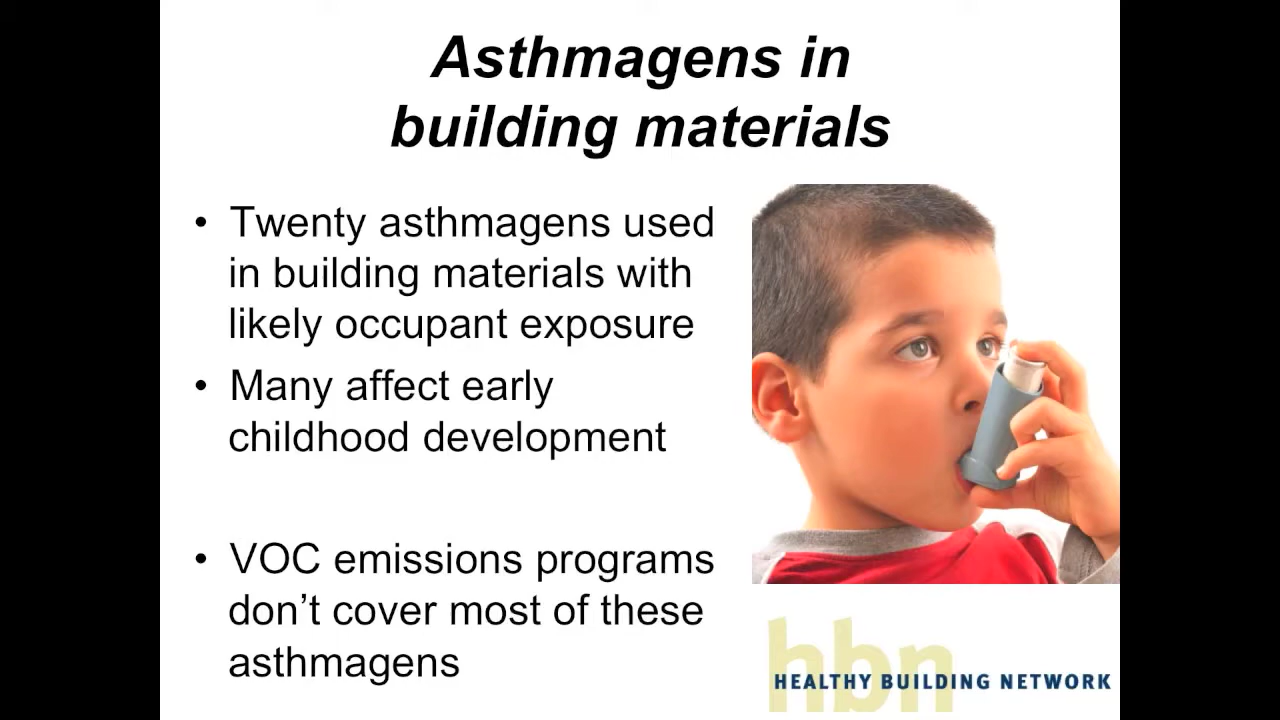 Asthmagens in
building materials
• Twenty asthmagens used
in building materials with
likely occupant exposure
• Many affect early
childhood development
• VOC emissions programs
don’t cover most of these
asthmagens
hbn
HEALTHY BUILDING NETWORK